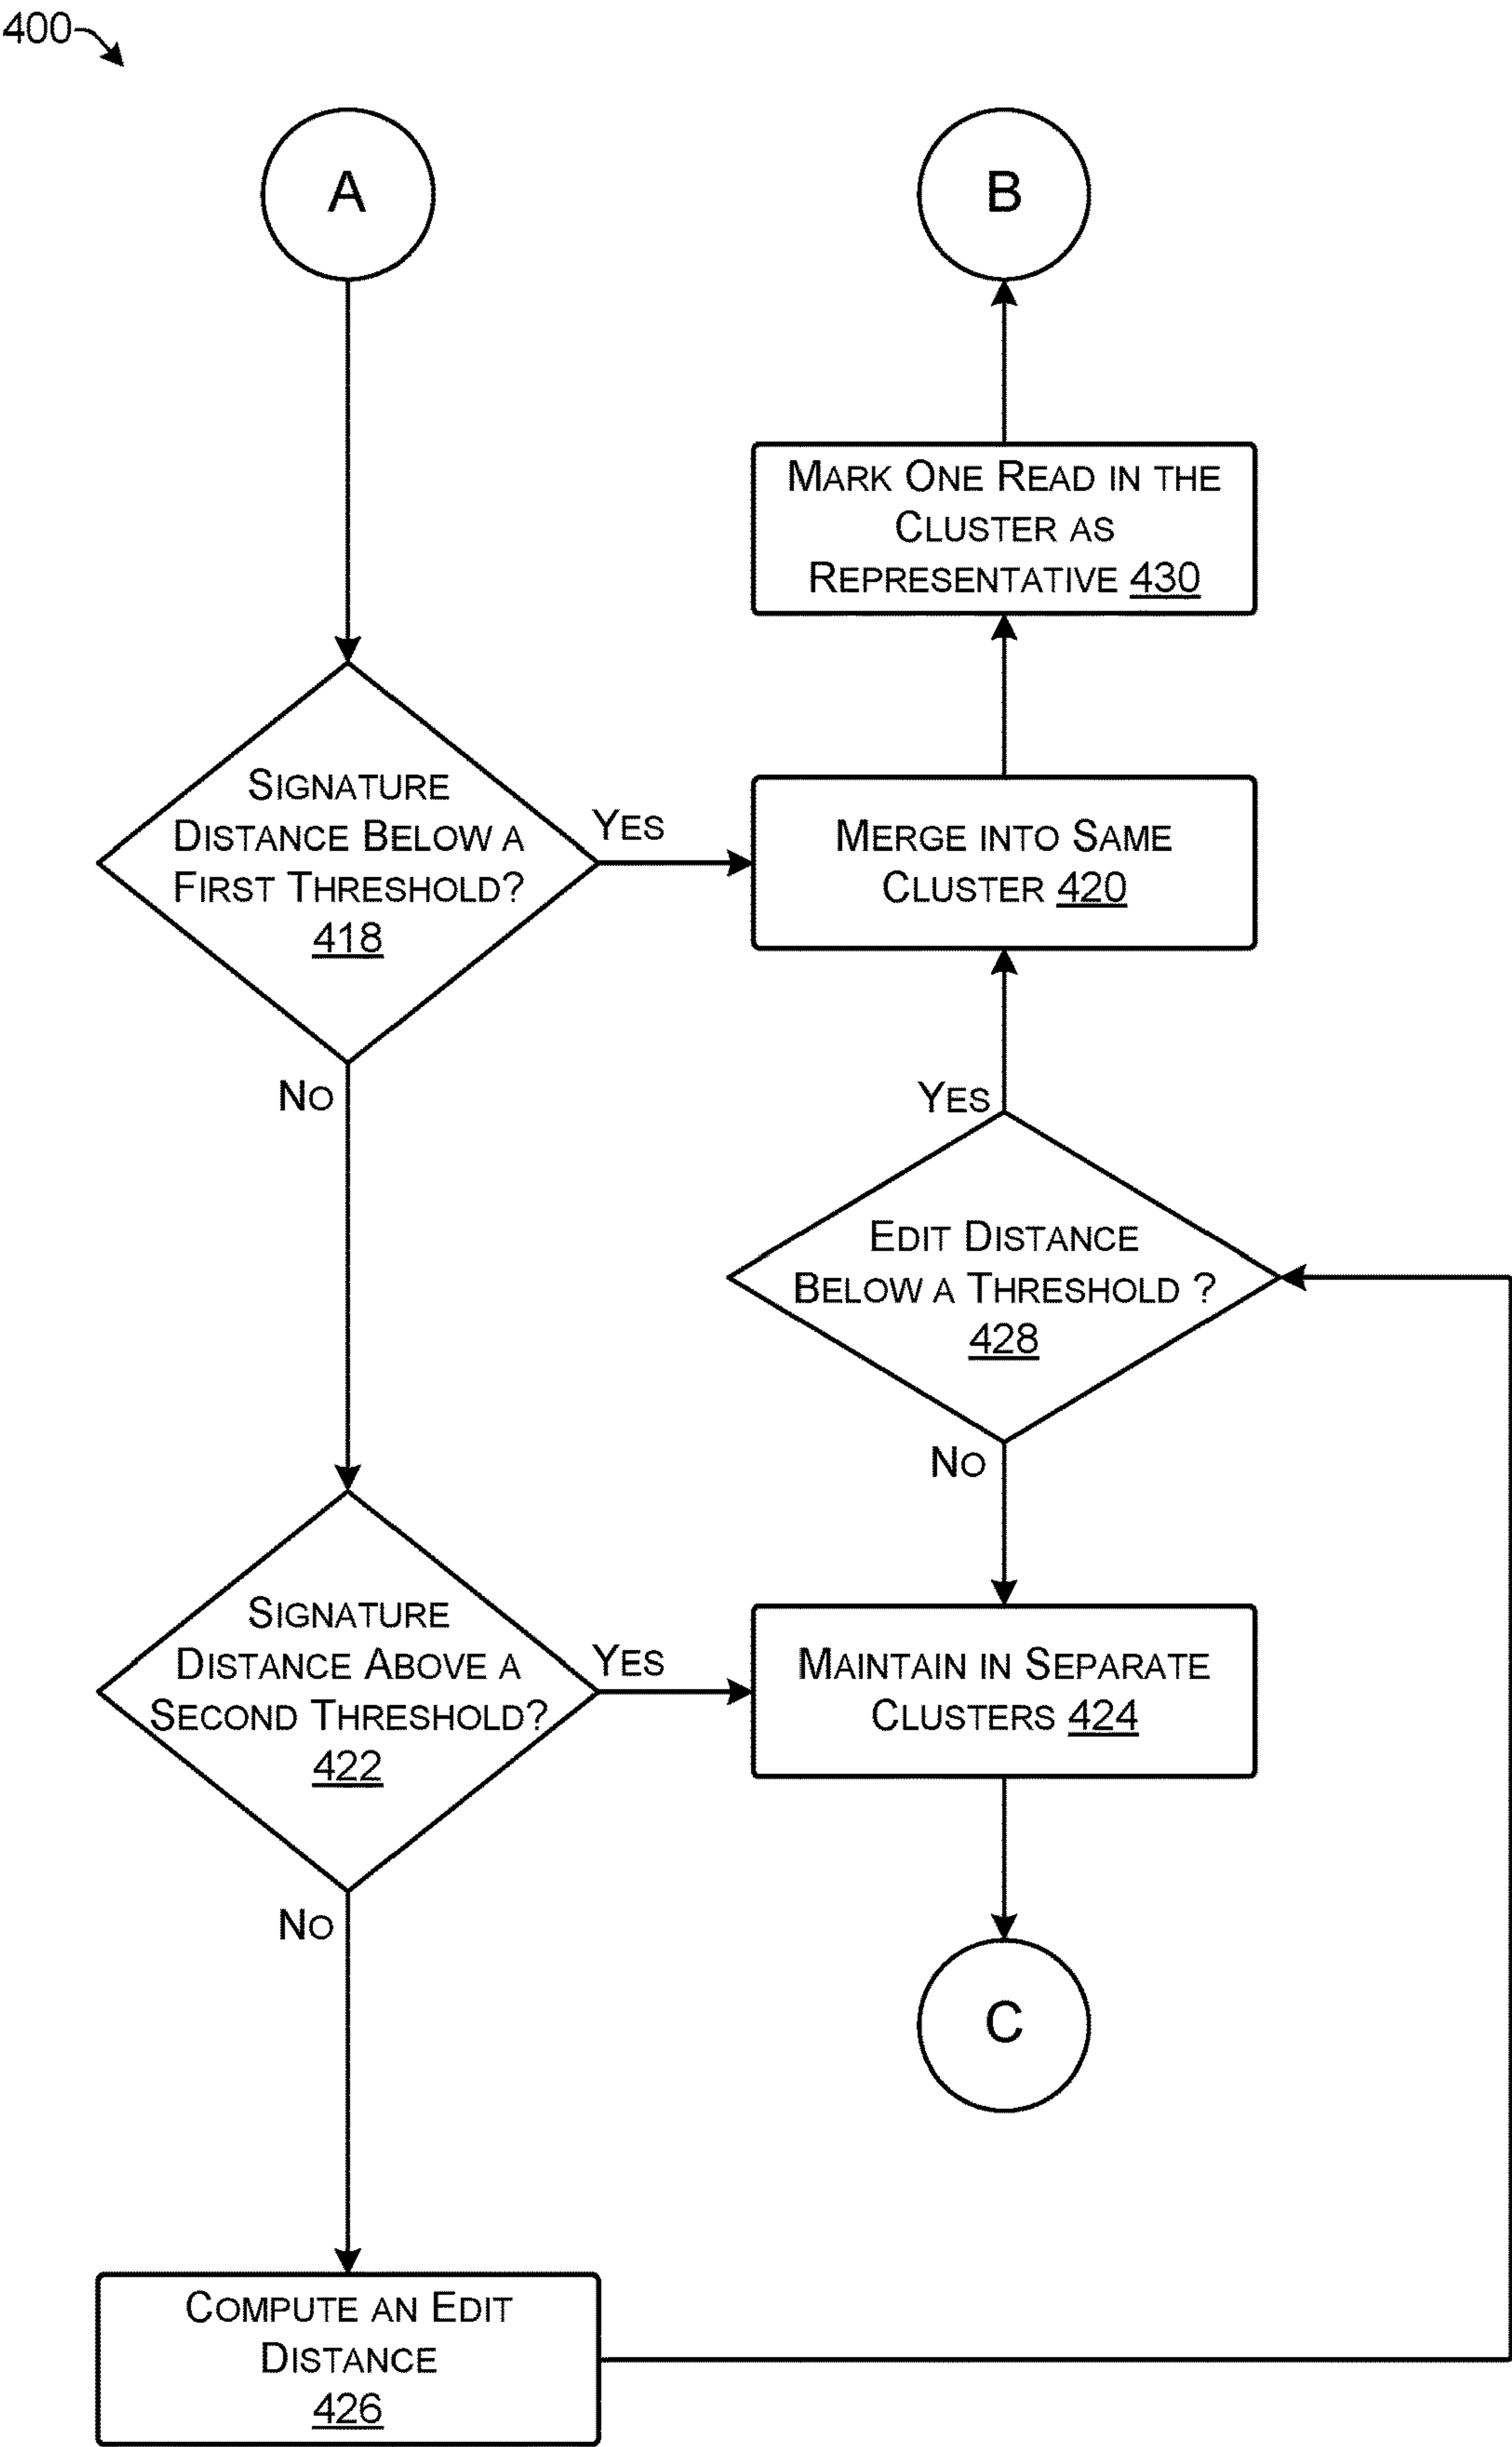 400
A
B
MARK ONE READ IN THE
CLUSTER AS
REPRESENTATIVE 430
SIGNATURE
DISTANCE BELOW A
FIRST THRESHOLD?
418
YES
MERGE INTO SAME
CLUSTER 420
NO
YES
EDIT DISTANCE
BELOW A THRESHOLD ?
428
NO
SIGNATURE
DISTANCE ABOVE A
SECOND THRESHOLD?
422
YES
MAINTAIN IN SEPARATE
CLUSTERS 424
NO
C
COMPUTE AN EDIT
DISTANCE
426